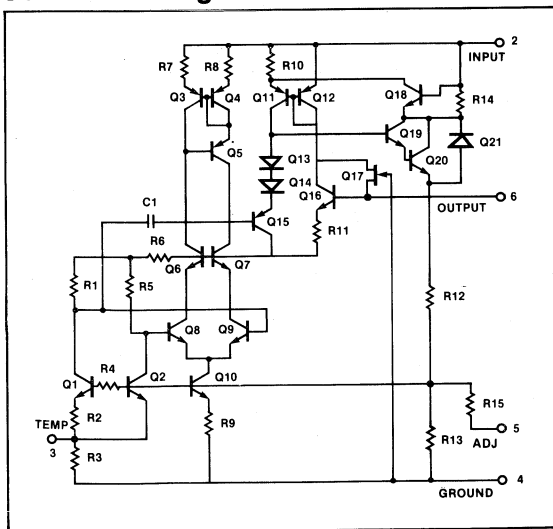 2
INPUT
R7
R8
R10
Q3
Q4
Q11
Q12
Q18
R14
Q5
Q19
Q21
Q20
Q13
Q14
Q17
Q16
6
OUTPUT
C1
Q15
R6
R11
R1
R5
Q6
Q7
R12
Q8
Q9
Q1
R4
Q2
Q10
R15
R2
TEMP
3
R3
R9
R13
5
ADJ
4
GROUND